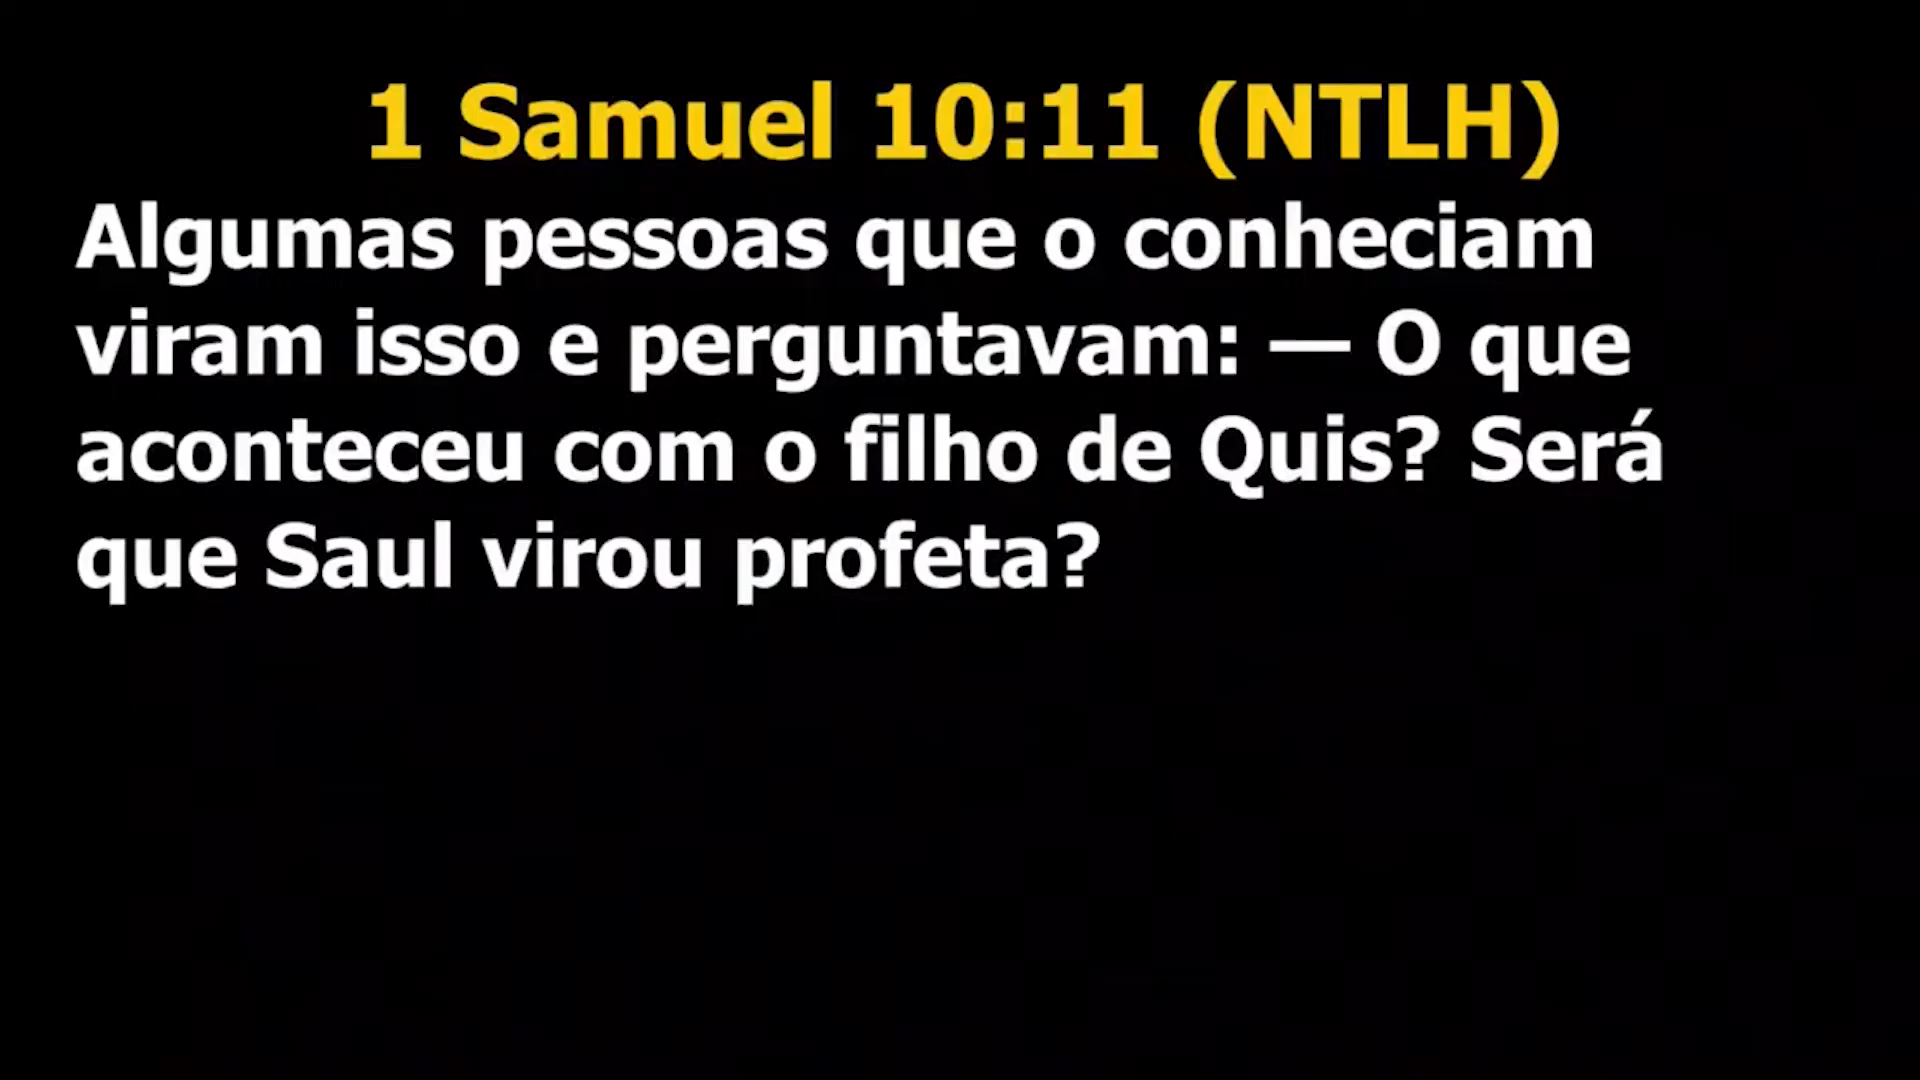 1 Samuel 10:11 (NTLH)
Algumas pessoas que o conheciam
viram isso e perguntavam: — O que
aconteceu com o filho de Quis? Será
que Saul virou profeta?